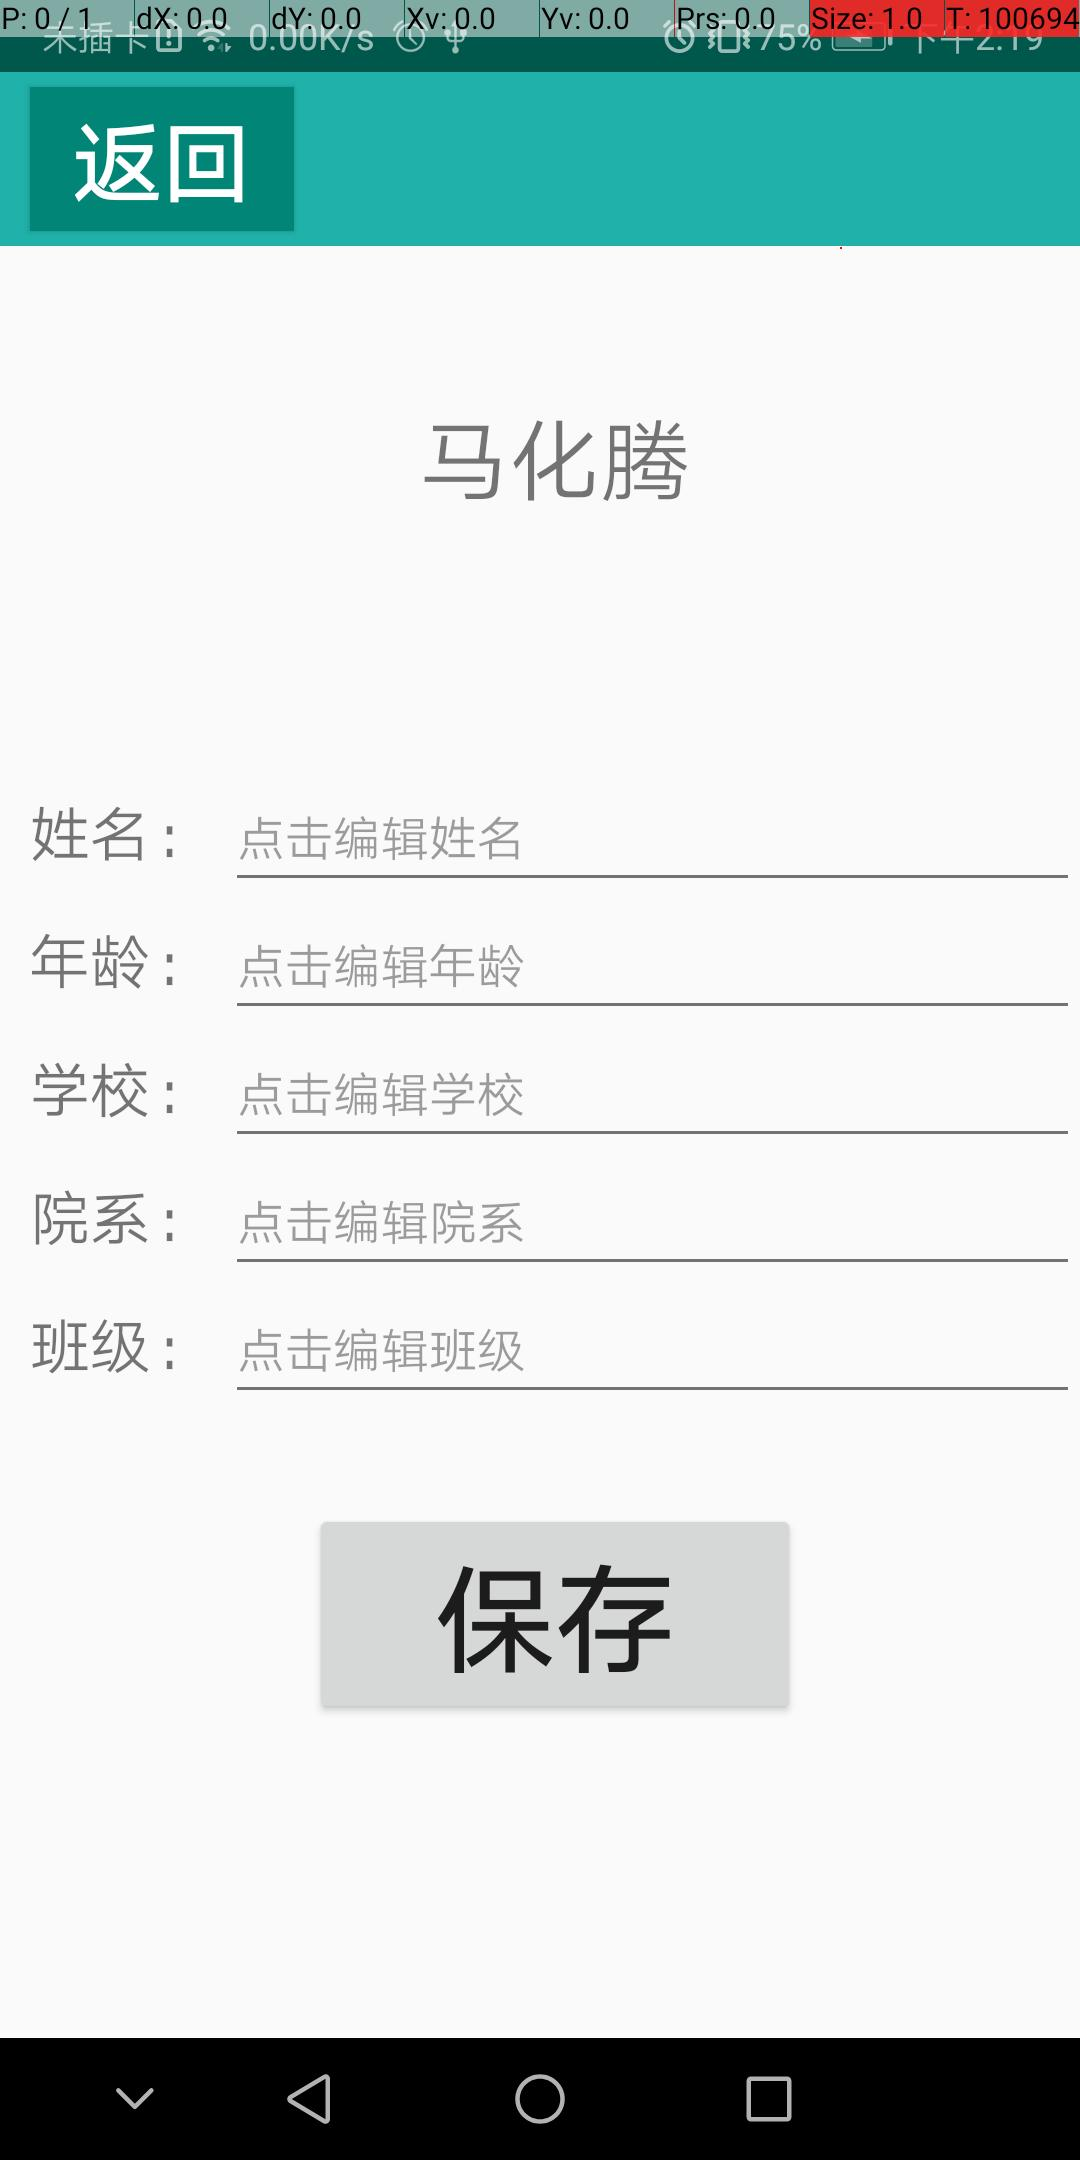 P: 0 / 1 dX: 0.0 dY: 0.0 Xv: 0.0 Yv: 0.0 Prs: 0.0 Size: 1.0 T: 100694
未插卡 0.00K/s 75% 下午2:19
返回
马化腾
姓名: 点击编辑姓名
年龄: 点击编辑年龄
学校: 点击编辑学校
院系: 点击编辑院系
班级: 点击编辑班级
保存